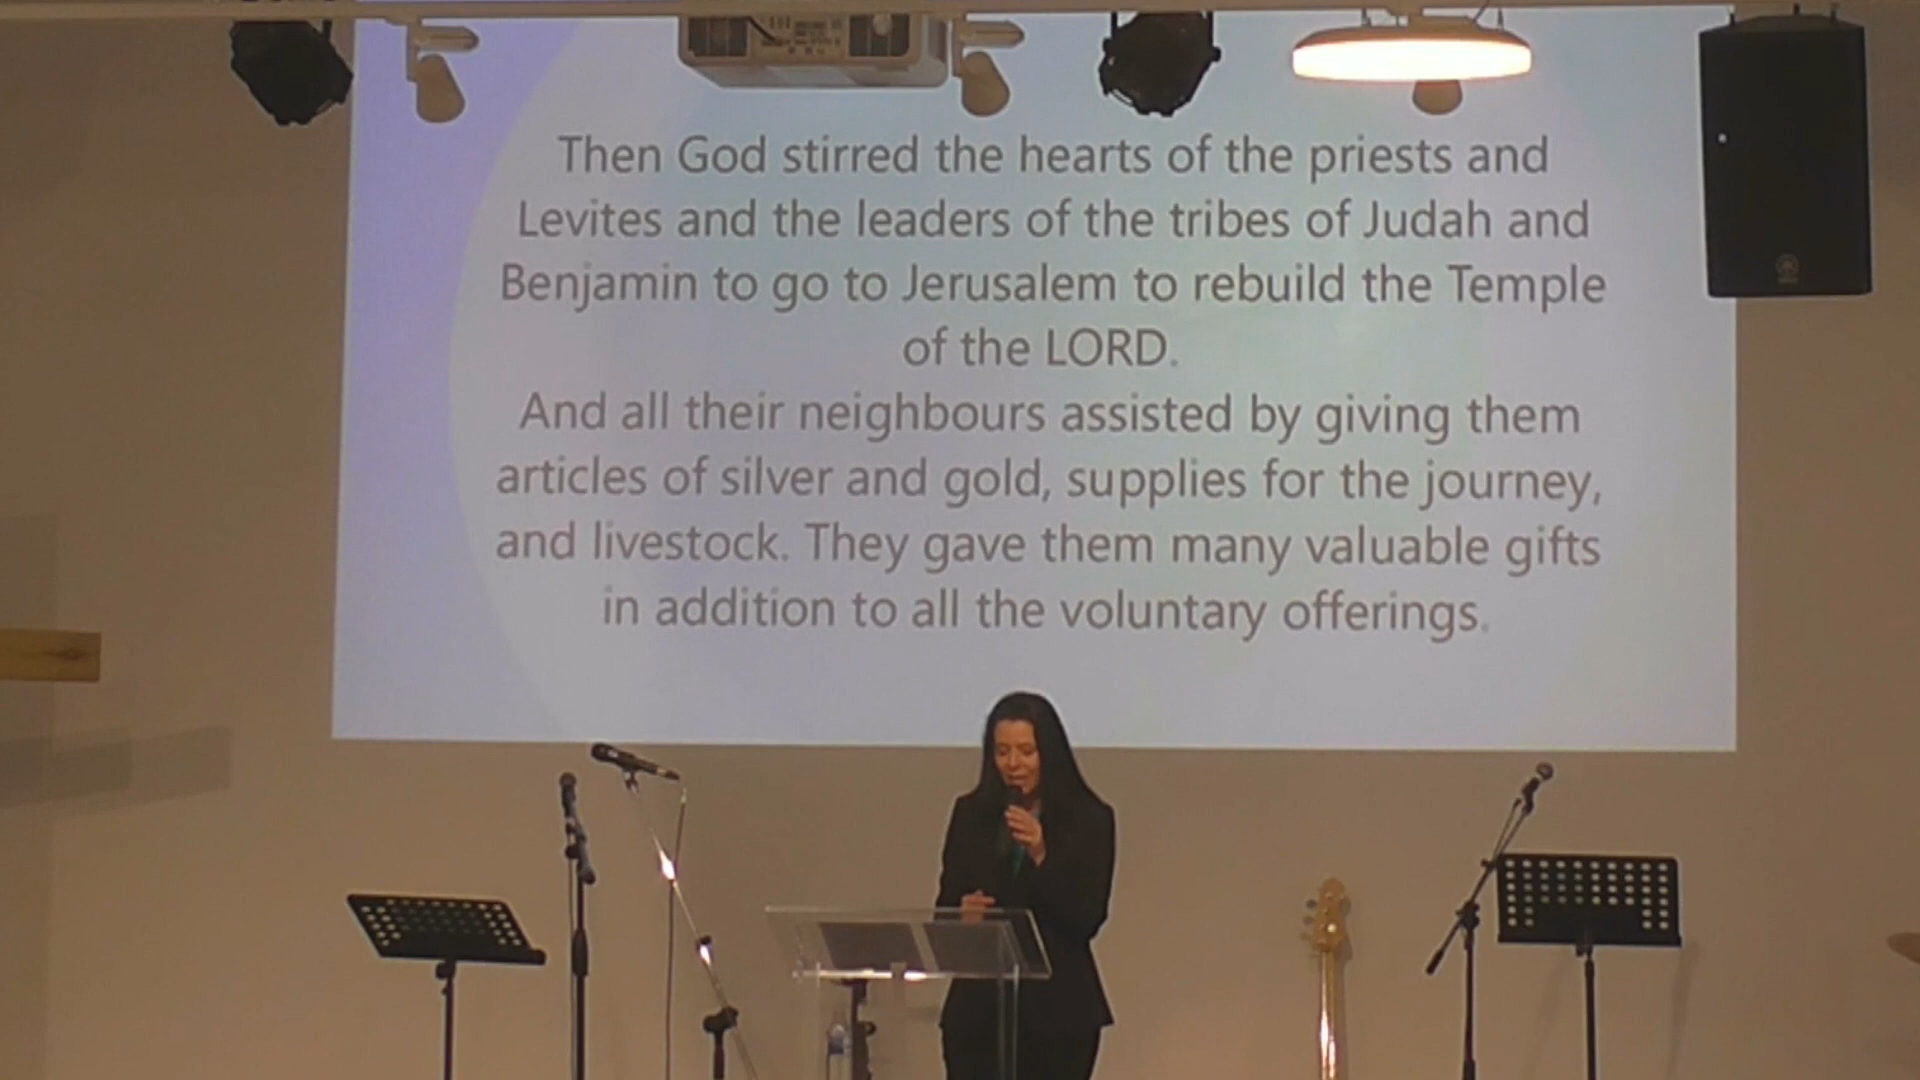 Then God stirred the hearts of the priests and
Levites and the leaders of the tribes of Judah and
Benjamin to go to Jerusalem to rebuild the Temple
of the LORD.
And all their neighbours assisted by giving them
articles of silver and gold, supplies for the journey,
and livestock. They gave them many valuable gifts
in addition to all the voluntary offerings.